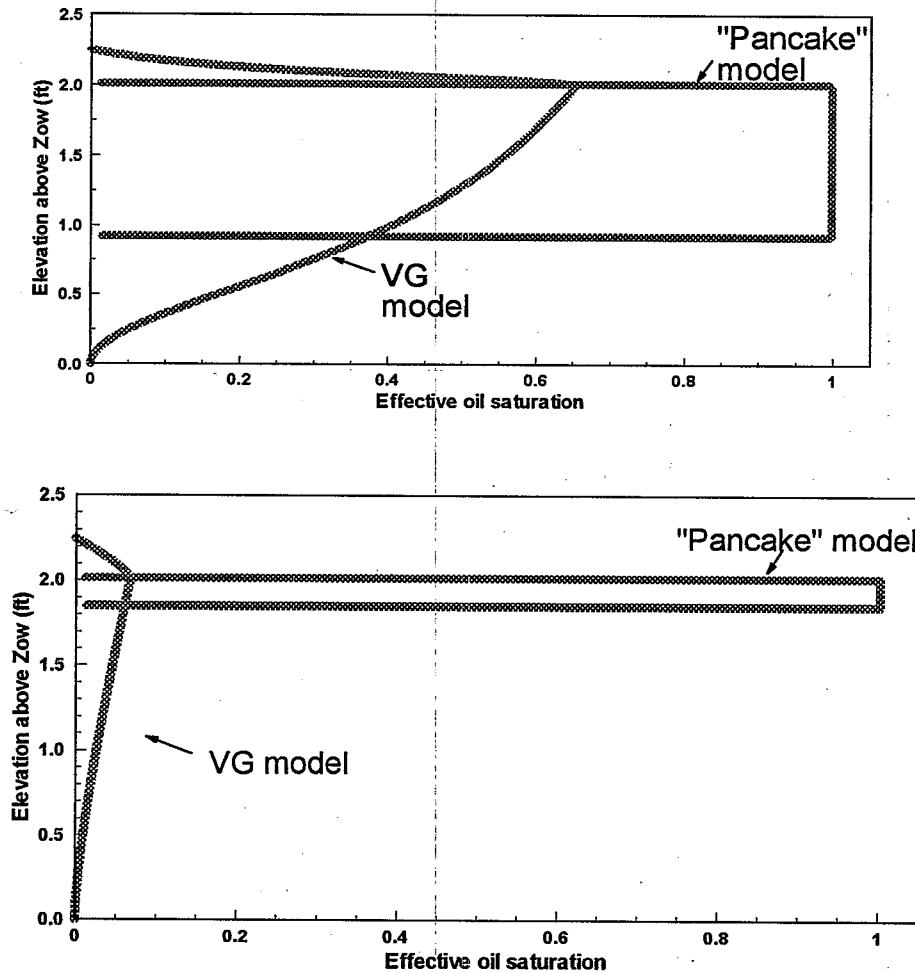 "Pancake"
model
2.5
2.0
1.5
1.0
0.5
0.0
Elevation above Zow (ft)
VG
model
0 0.2 0.4 0.6 0.8 1
Effective oil saturation
2.5
2.0
1.5
1.0
0.5
0.0
Elevation above Zow (ft)
"Pancake" model
VG model
0 0.2 0.4 0.6 0.8 1
Effective oil saturation